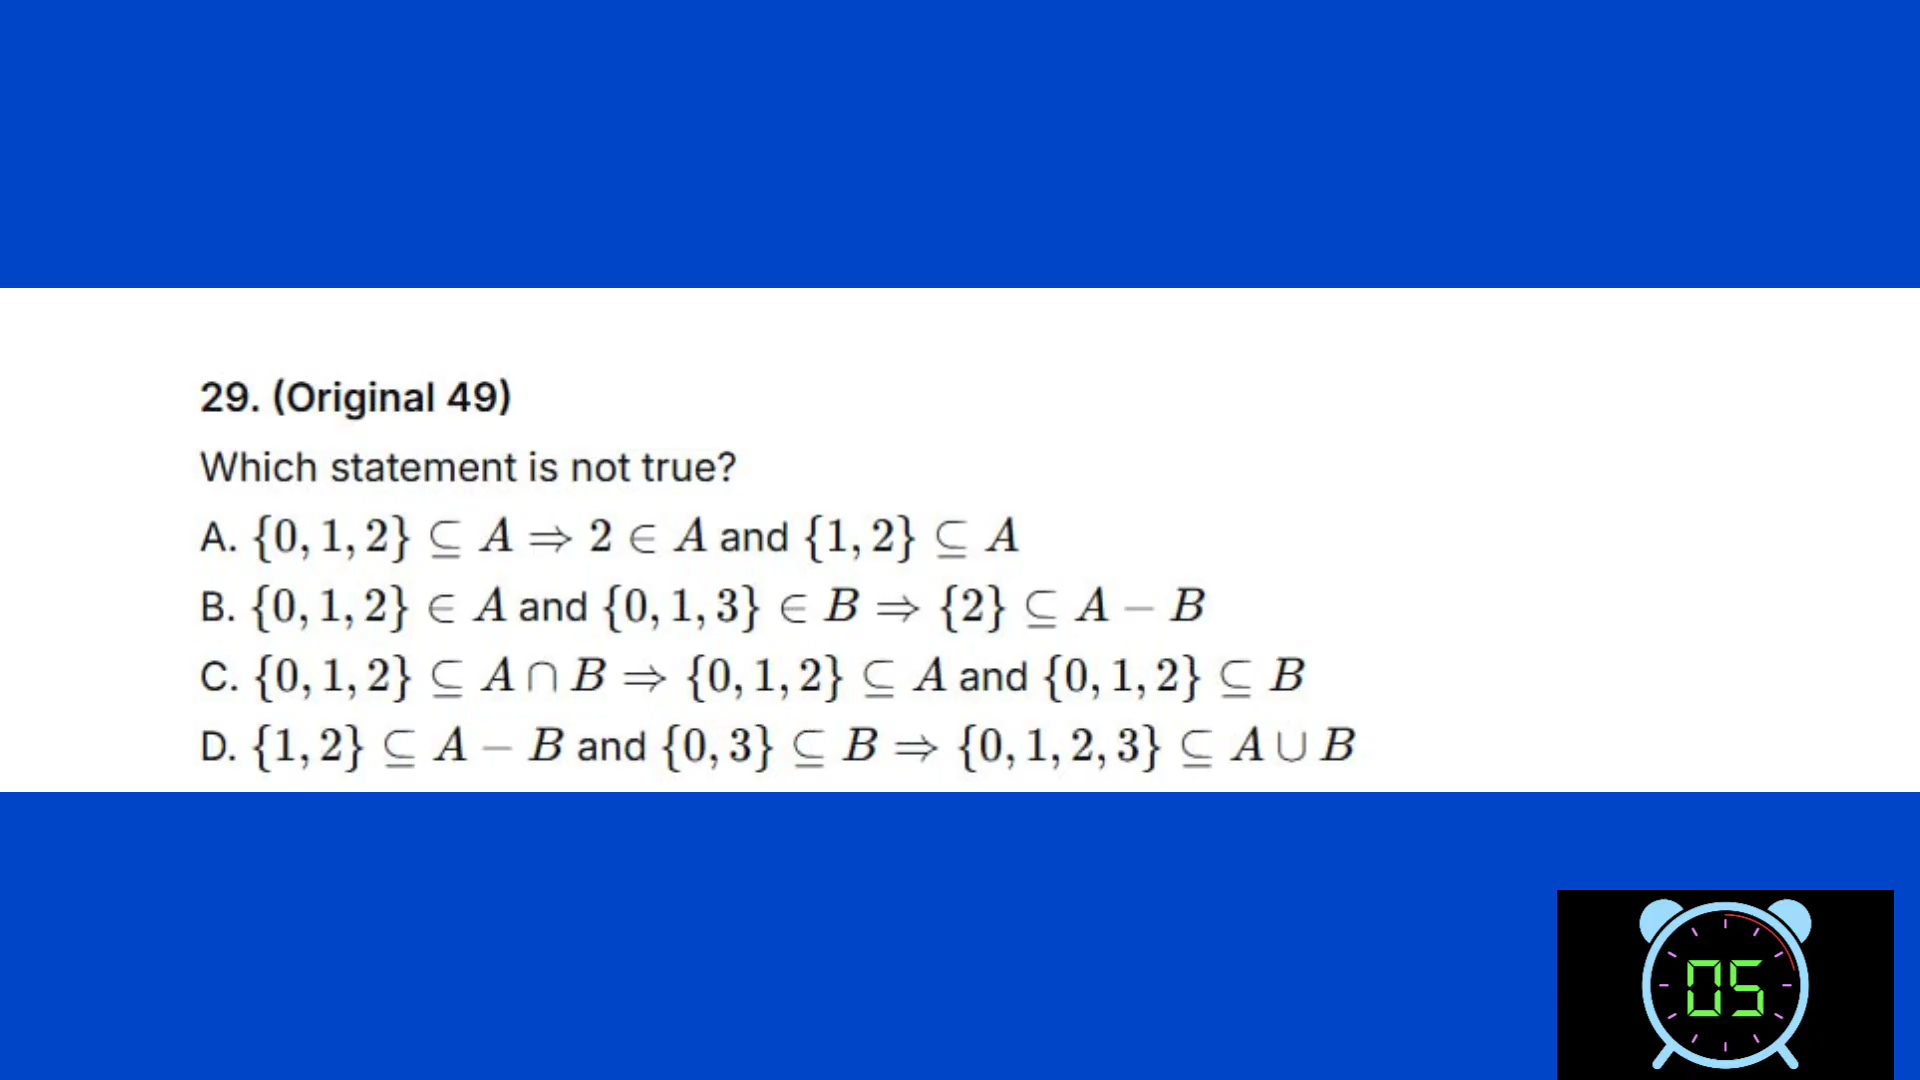 29. (Original 49)
Which statement is not true?
A. {0, 1, 2} ⊆ A ⇒ 2 ∈ A and {1, 2} ⊆ A
B. {0, 1, 2} ∈ A and {0, 1, 3} ∈ B ⇒ {2} ⊆ A − B
C. {0, 1, 2} ⊆ A ∩ B ⇒ {0, 1, 2} ⊆ A and {0, 1, 2} ⊆ B
D. {1, 2} ⊆ A − B and {0, 3} ⊆ B ⇒ {0, 1, 2, 3} ⊆ A ∪ B
05